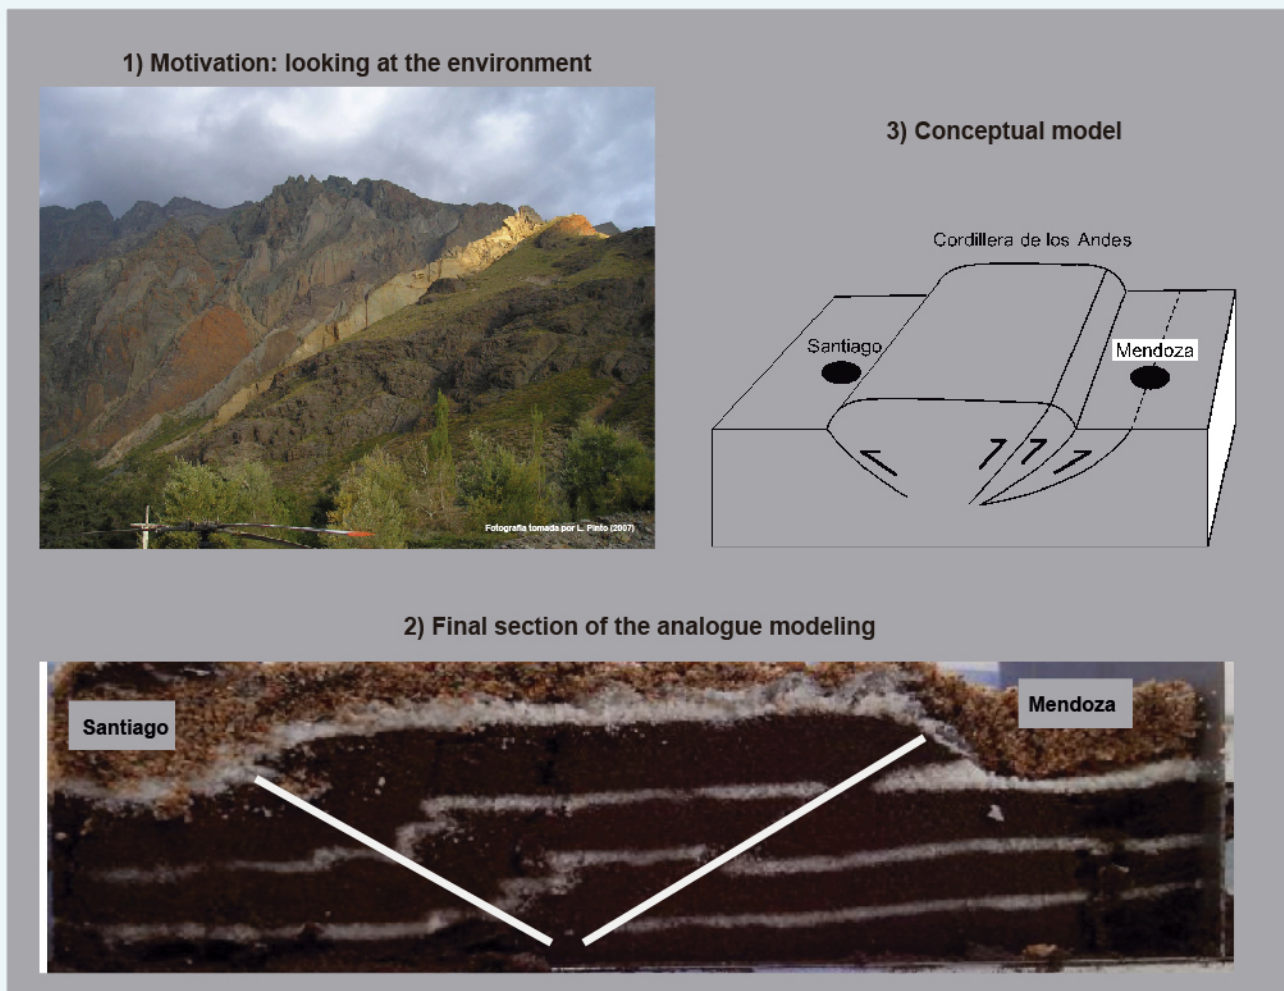 1) Motivation: looking at the environment
Fotografia tomada por L. Pinto (2007)
3) Conceptual model
Cordillera de los Andes
Santiago
Mendoza
2) Final section of the analogue modeling
Santiago
Mendoza